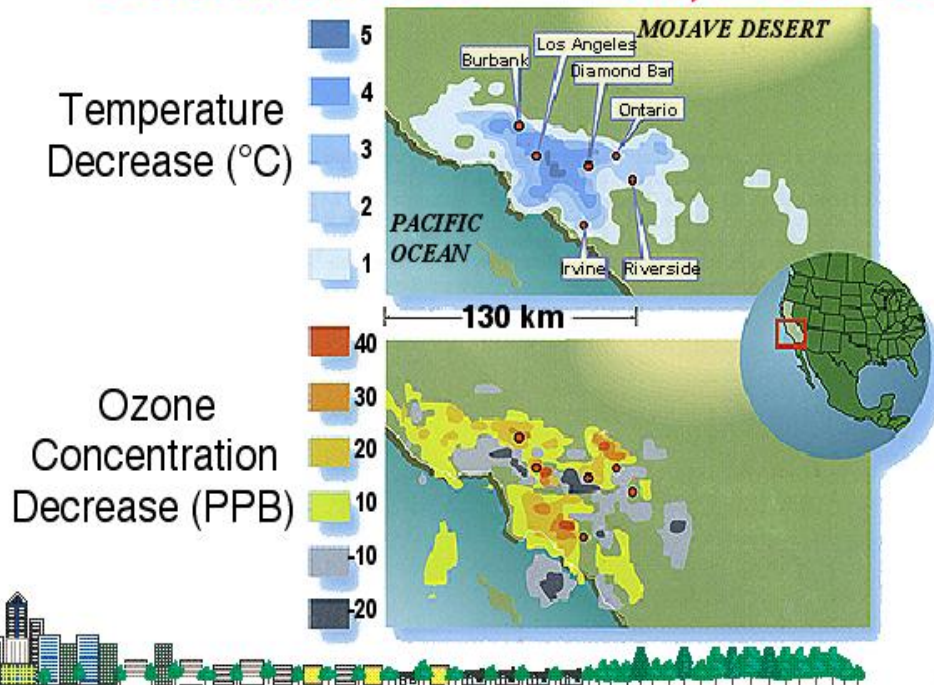 5
4
3
2
1
Temperature
Decrease (°C)
MOJAVE DESERT
Los Angeles
Burbank
Diamond Bar
Ontario
PACIFIC
OCEAN
Irvine
Riverside
130 km
40
30
20
10
-10
-20
Ozone
Concentration
Decrease (PPB)